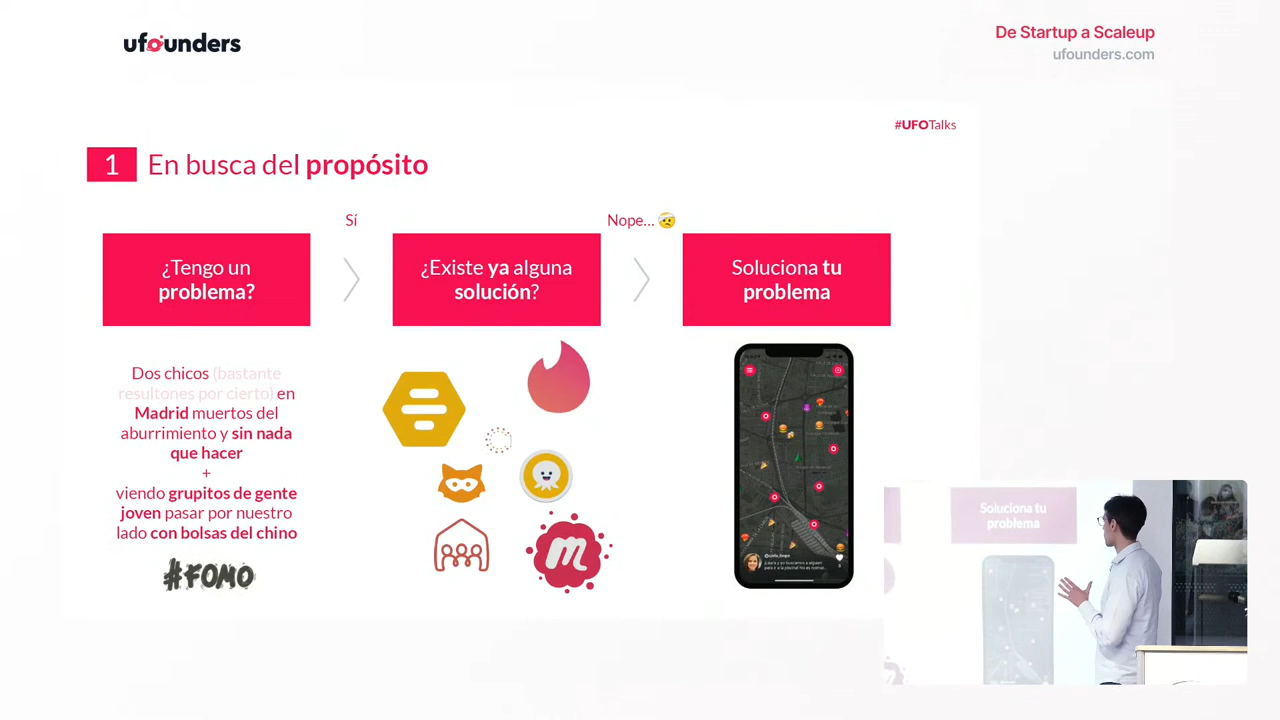 ufounders
De Startup a Scaleup
ufounders.com
#UFOTalks
1 En busca del propósito
Sí
Nope...
¿Tengo un
problema?
¿Existe ya alguna
solución?
Soluciona tu
problema
Dos chicos (bastante
resultones por cierto) en
Madrid muertos del
aburrimiento y sin nada
que hacer
+
viendo grupitos de gente
joven pasar por nuestro
lado con bolsas del chino
#FOMO
m
Soluciona tu
problema